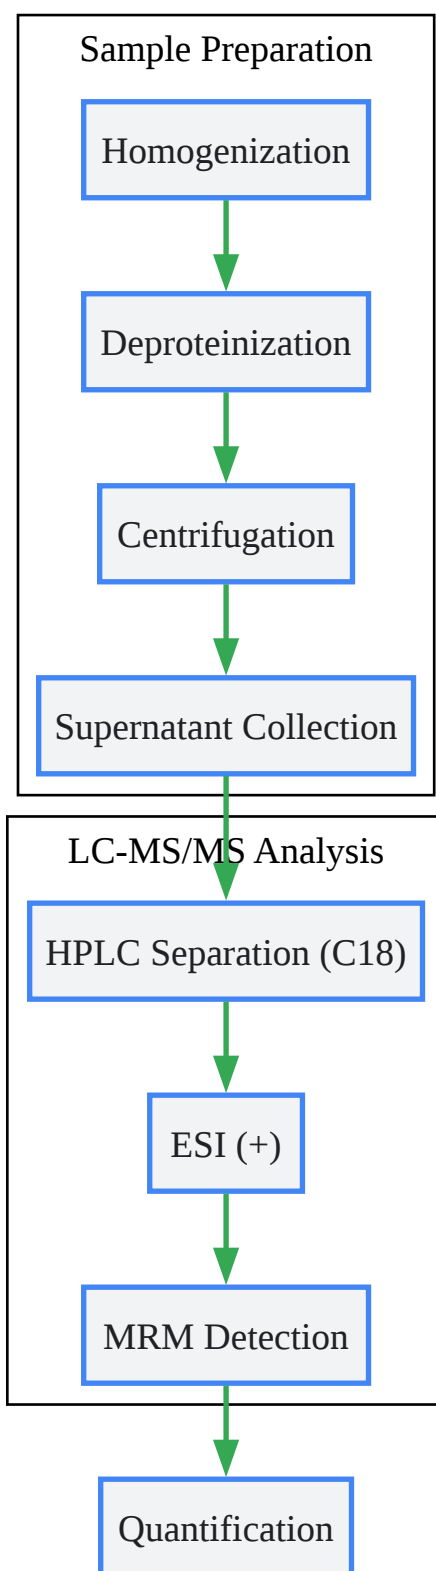 Sample Preparation
Homogenization
Deproteinization
Centrifugation
Supernatant Collection
LC-MS/MS Analysis
HPLC Separation (C18)
ESI (+)
MRM Detection
Quantification